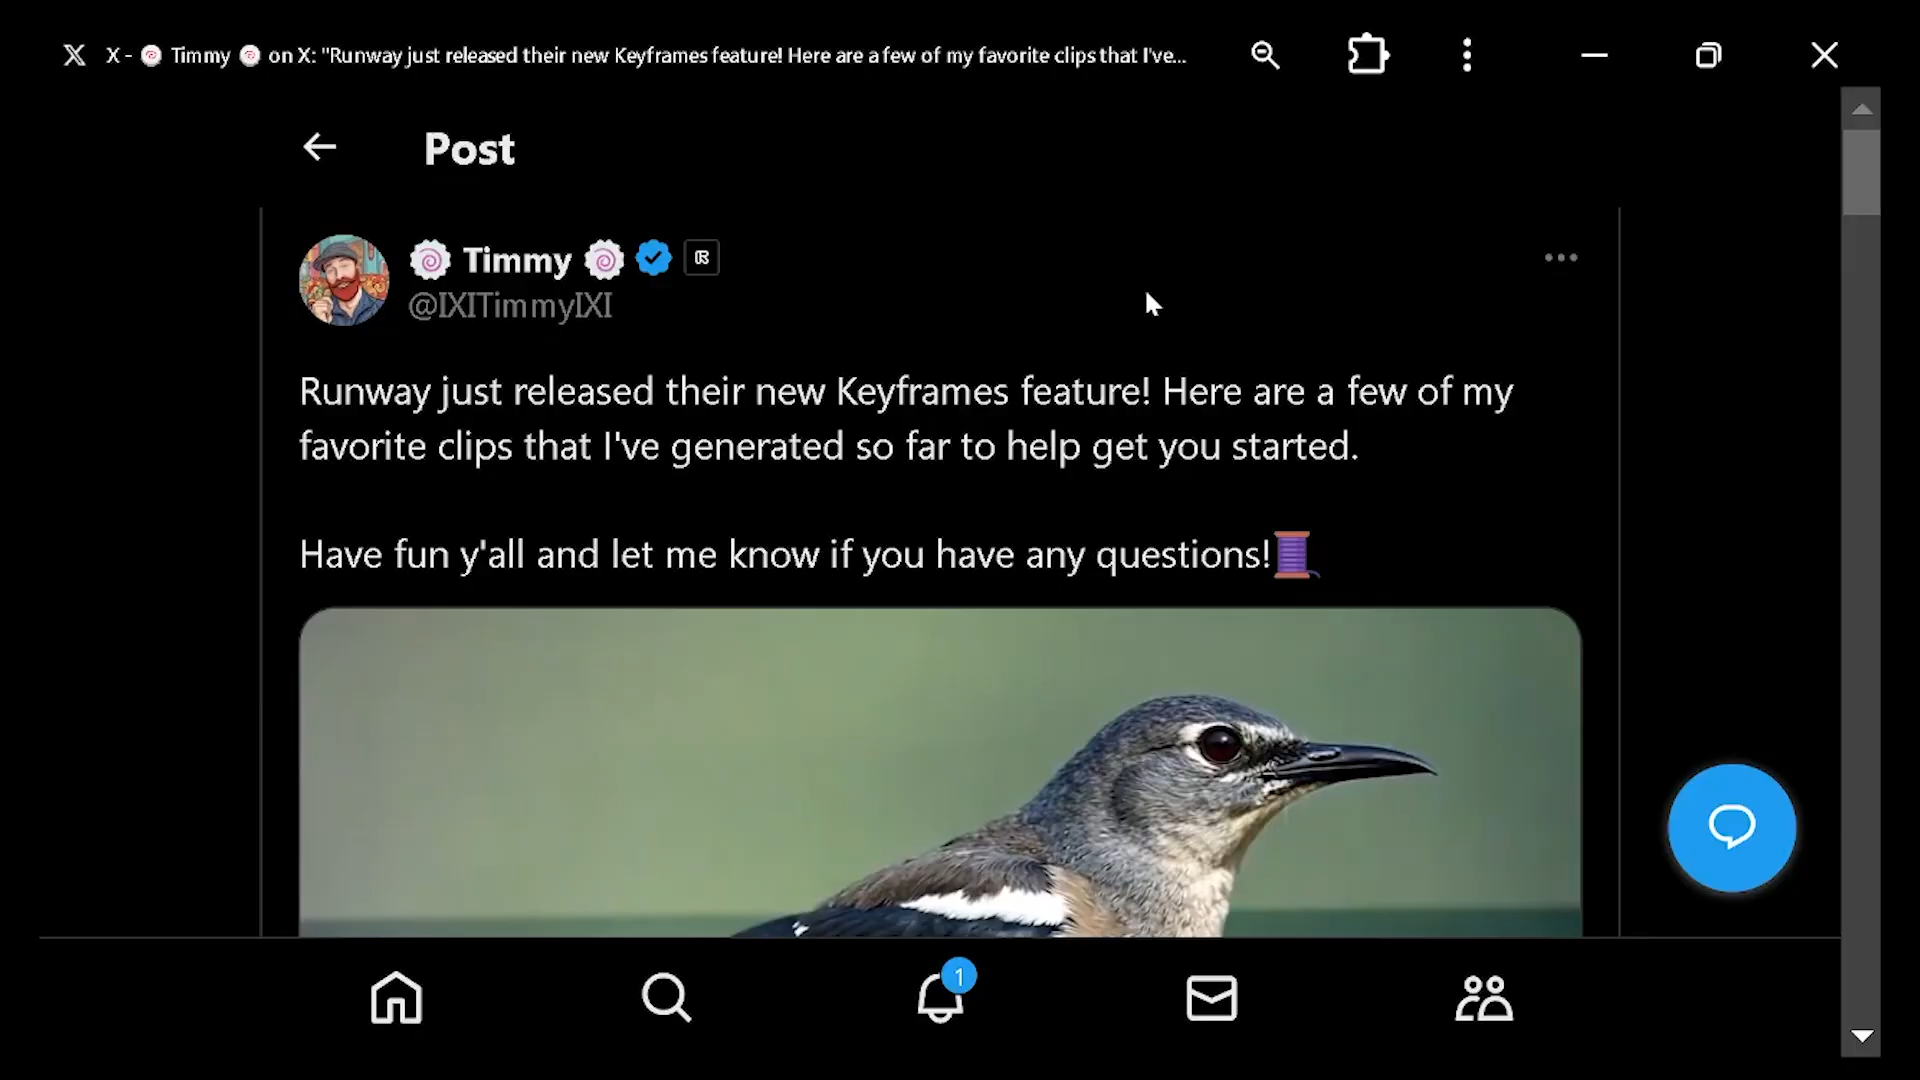 X - 🍥 Timmy 🍥 on X: "Runway just released their new Keyframes feature! Here are a few of my favorite clips that I've...
Post
🍥 Timmy 🍥
@IXITimmyIXI
Runway just released their new Keyframes feature! Here are a few of my
favorite clips that I've generated so far to help get you started.
Have fun y'all and let me know if you have any questions!🧵
1